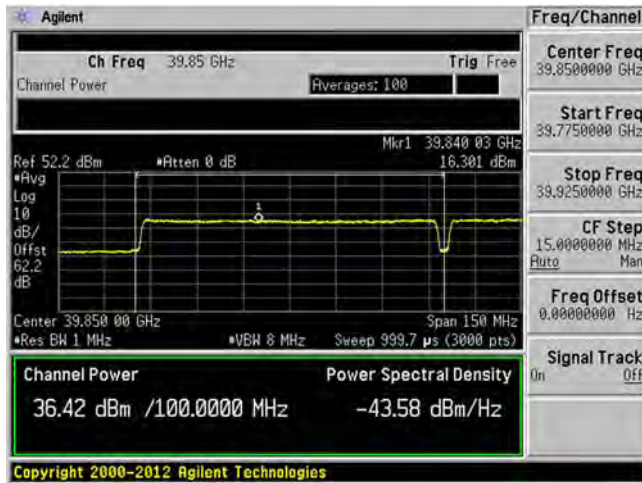 Agilent
Freq/Channel
Ch Freq 39.85 GHz Trig Free
Channel Power Averages: 100
Center Freq
39.8500000 GHz
Start Freq
39.7750000 GHz
Stop Freq
39.9250000 GHz
CF Step
15.0000000 MHz
Auto Man
Freq Offset
0.00000000 Hz
Signal Track
On Off
Mkr1 39.840 03 GHz
Ref 52.2 dBm #Atten 0 dB 16.301 dBm
#Avg
Log
10
dB/
Offst
62.2
dB
1
Center 39.850 00 GHz Span 150 MHz
#Res BW 1 MHz #VBW 8 MHz Sweep 999.7 µs (3000 pts)
Channel Power Power Spectral Density
36.42 dBm /100.0000 MHz -43.58 dBm/Hz
Copyright 2000-2012 Agilent Technologies